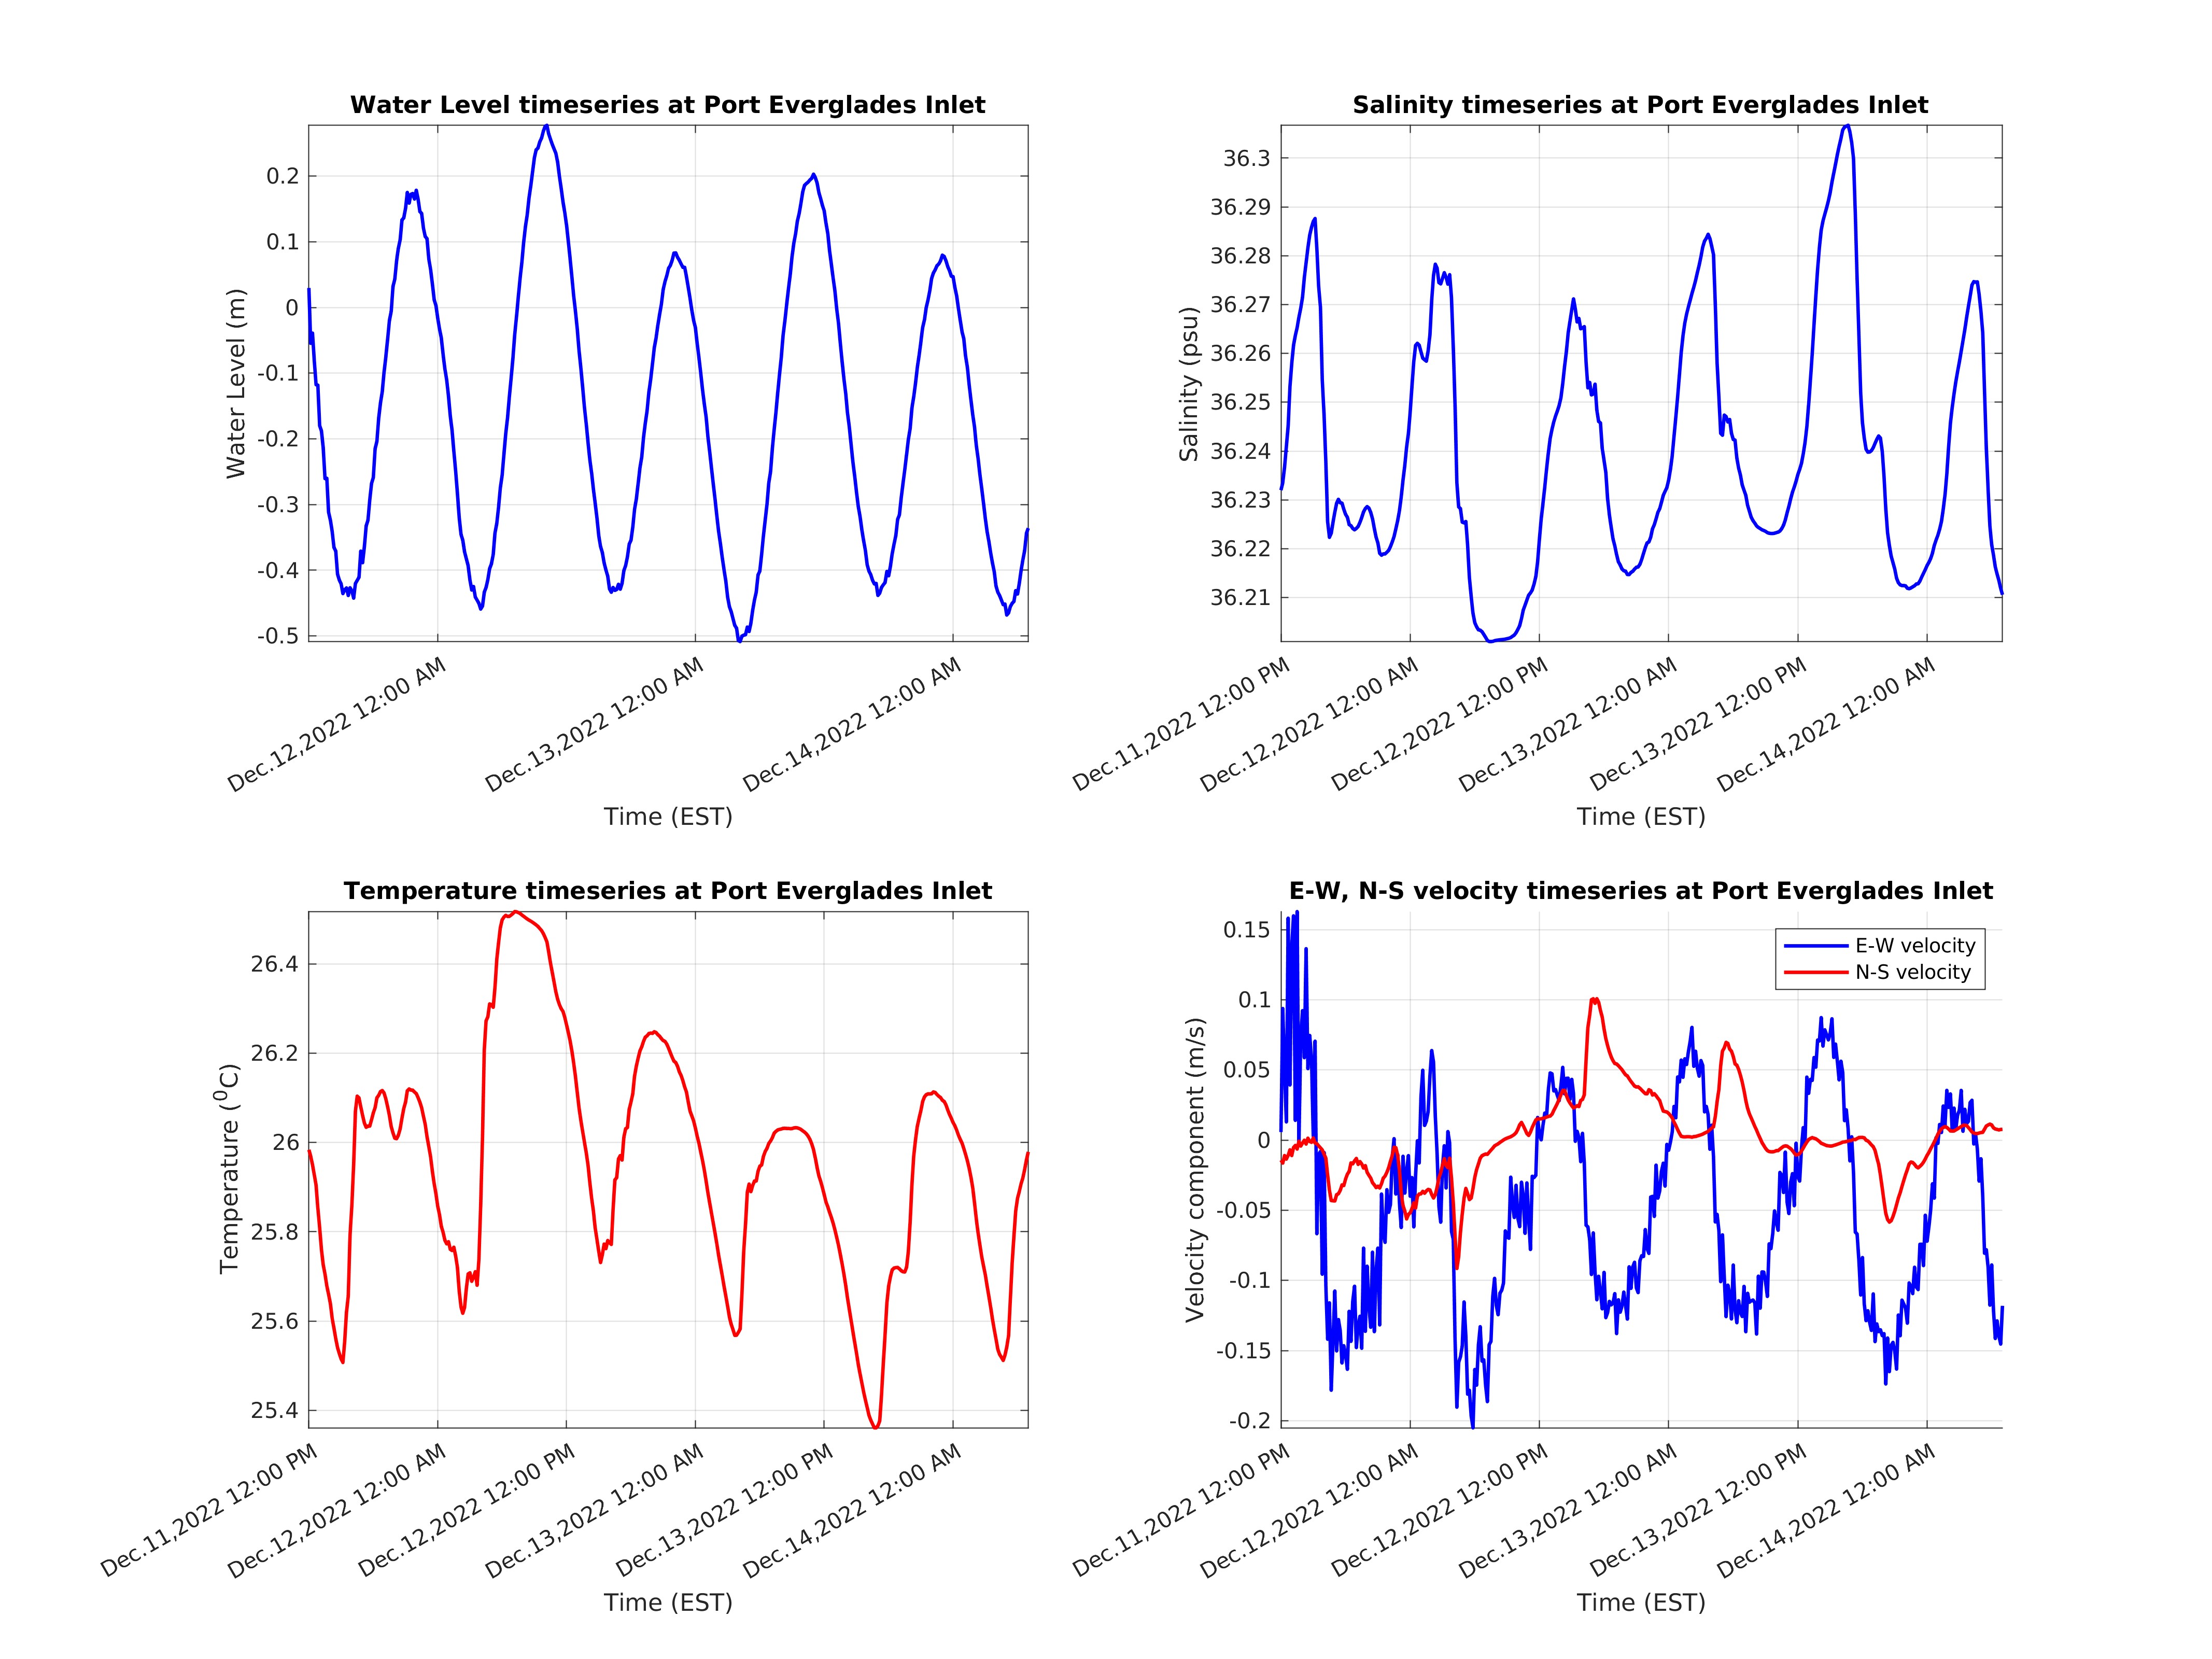 Water Level timeseries at Port Everglades Inlet
Water Level (m)
0.2
0.1
0
-0.1
-0.2
-0.3
-0.4
-0.5
Dec.12,2022 12:00 AM
Dec.13,2022 12:00 AM
Dec.14,2022 12:00 AM
Time (EST)
Salinity timeseries at Port Everglades Inlet
Salinity (psu)
36.3
36.29
36.28
36.27
36.26
36.25
36.24
36.23
36.22
36.21
Dec.11,2022 12:00 PM
Dec.12,2022 12:00 AM
Dec.12,2022 12:00 PM
Dec.13,2022 12:00 AM
Dec.13,2022 12:00 PM
Dec.14,2022 12:00 AM
Time (EST)
Temperature timeseries at Port Everglades Inlet
Temperature (⁰C)
26.4
26.2
26
25.8
25.6
25.4
Dec.11,2022 12:00 PM
Dec.12,2022 12:00 AM
Dec.12,2022 12:00 PM
Dec.13,2022 12:00 AM
Dec.13,2022 12:00 PM
Dec.14,2022 12:00 AM
Time (EST)
E-W, N-S velocity timeseries at Port Everglades Inlet
Velocity component (m/s)
0.15
0.1
0.05
0
-0.05
-0.1
-0.15
-0.2
E-W velocity
N-S velocity
Dec.11,2022 12:00 PM
Dec.12,2022 12:00 AM
Dec.12,2022 12:00 PM
Dec.13,2022 12:00 AM
Dec.13,2022 12:00 PM
Dec.14,2022 12:00 AM
Time (EST)